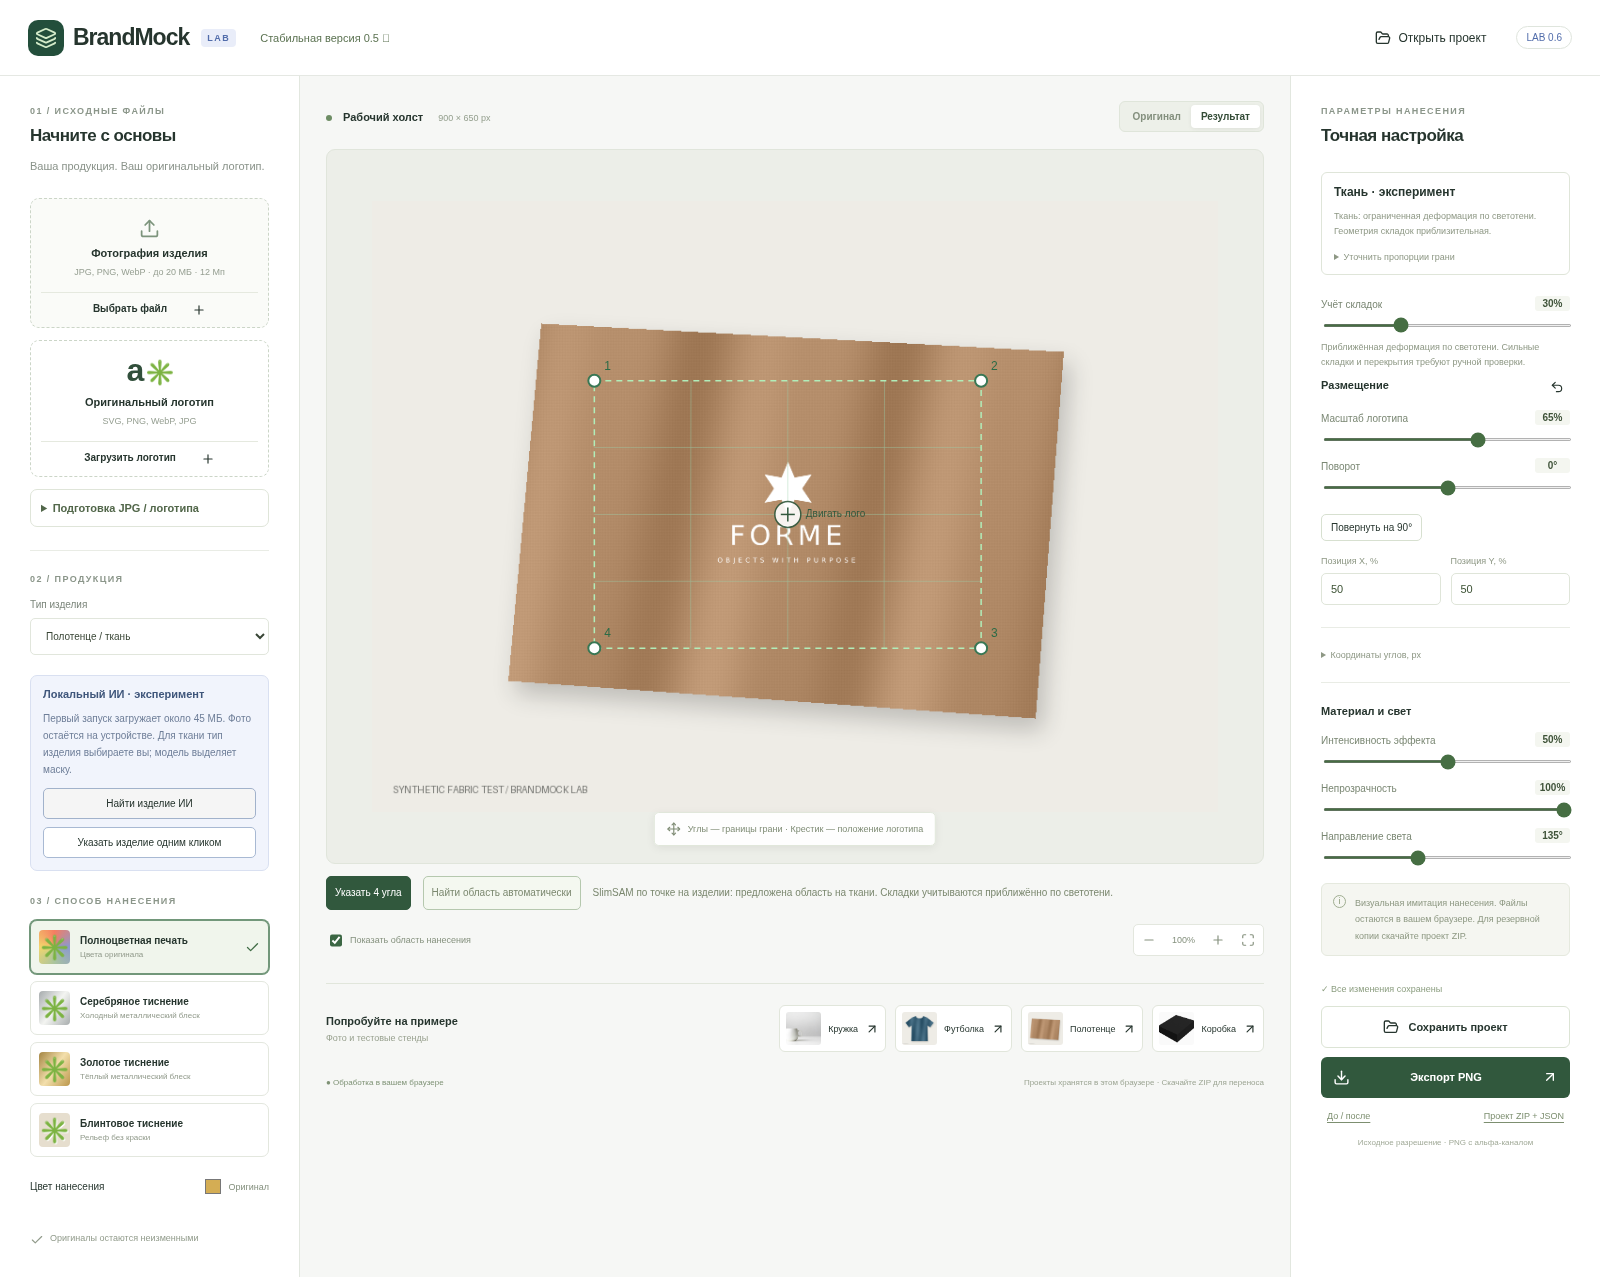 BrandMock LAB Стабильная версия 0.5
Открыть проект LAB 0.6
01 / ИСХОДНЫЕ ФАЙЛЫ
Начните с основы
Ваша продукция. Ваш оригинальный логотип.
Фотография изделия
JPG, PNG, WebP · до 20 МБ · 12 Мп
Выбрать файл
a
Оригинальный логотип
SVG, PNG, WebP, JPG
Загрузить логотип
Подготовка JPG / логотипа
02 / ПРОДУКЦИЯ
Тип изделия
Полотенце / ткань
Локальный ИИ · эксперимент
Первый запуск загружает около 45 МБ. Фото
остаётся на устройстве. Для ткани тип
изделия выбираете вы; модель выделяет
маску.
Найти изделие ИИ
Указать изделие одним кликом
03 / СПОСОБ НАНЕСЕНИЯ
Полноцветная печать
Цвета оригинала
Серебряное тиснение
Холодный металлический блеск
Золотое тиснение
Тёплый металлический блеск
Блинтовое тиснение
Рельеф без краски
Цвет нанесения Оригинал
Оригиналы остаются неизменными
Рабочий холст 900 × 650 px
Оригинал Результат
1
2
Двигать лого
FORME
OBJECTS WITH PURPOSE
4
3
SYNTHETIC FABRIC TEST / BRANDMOCK LAB
Углы — границы грани · Крестик — положение логотипа
Указать 4 угла Найти область автоматически SlimSAM по точке на изделии: предложена область на ткани. Складки учитываются приближённо по светотени.
Показать область нанесения 100%
Попробуйте на примере
Фото и тестовые стенды
Кружка Футболка Полотенце Коробка
● Обработка в вашем браузере
Проекты хранятся в этом браузере · Скачайте ZIP для переноса
ПАРАМЕТРЫ НАНЕСЕНИЯ
Точная настройка
Ткань · эксперимент
Ткань: ограниченная деформация по светотени.
Геометрия складок приблизительная.
Уточнить пропорции грани
Учёт складок 30%
Приближённая деформация по светотени. Сильные
складки и перекрытия требуют ручной проверки.
Размещение
Масштаб логотипа 65%
Поворот 0°
Повернуть на 90°
Позиция X, % Позиция Y, %
50 50
Координаты углов, px
Материал и свет
Интенсивность эффекта 50%
Непрозрачность 100%
Направление света 135°
Визуальная имитация нанесения. Файлы
остаются в вашем браузере. Для резервной
копии скачайте проект ZIP.
✓ Все изменения сохранены
Сохранить проект
Экспорт PNG
До / после Проект ZIP + JSON
Исходное разрешение · PNG с альфа-каналом